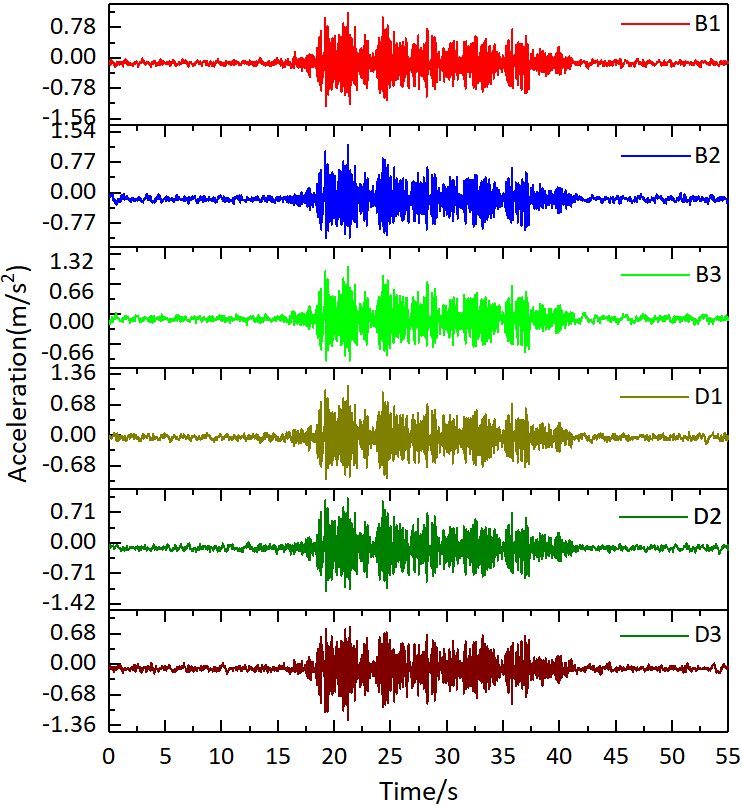 0.78
0.00
-0.78
-1.56
B1
1.54
0.77
0.00
-0.77
B2
1.32
0.66
0.00
-0.66
B3
1.36
0.68
0.00
-0.68
D1
0.71
0.00
-0.71
-1.42
D2
0.68
0.00
-0.68
-1.36
D3
Acceleration(m/s²)
0 5 10 15 20 25 30 35 40 45 50 55
Time/s